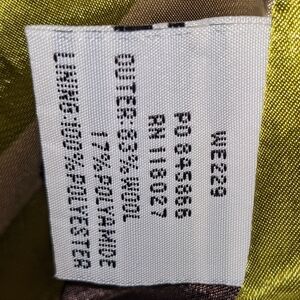 WE229
PO 845866
RN 118027
OUTER: 83% WOOL
17% POLYAMIDE
LINING: 100% POLYESTER